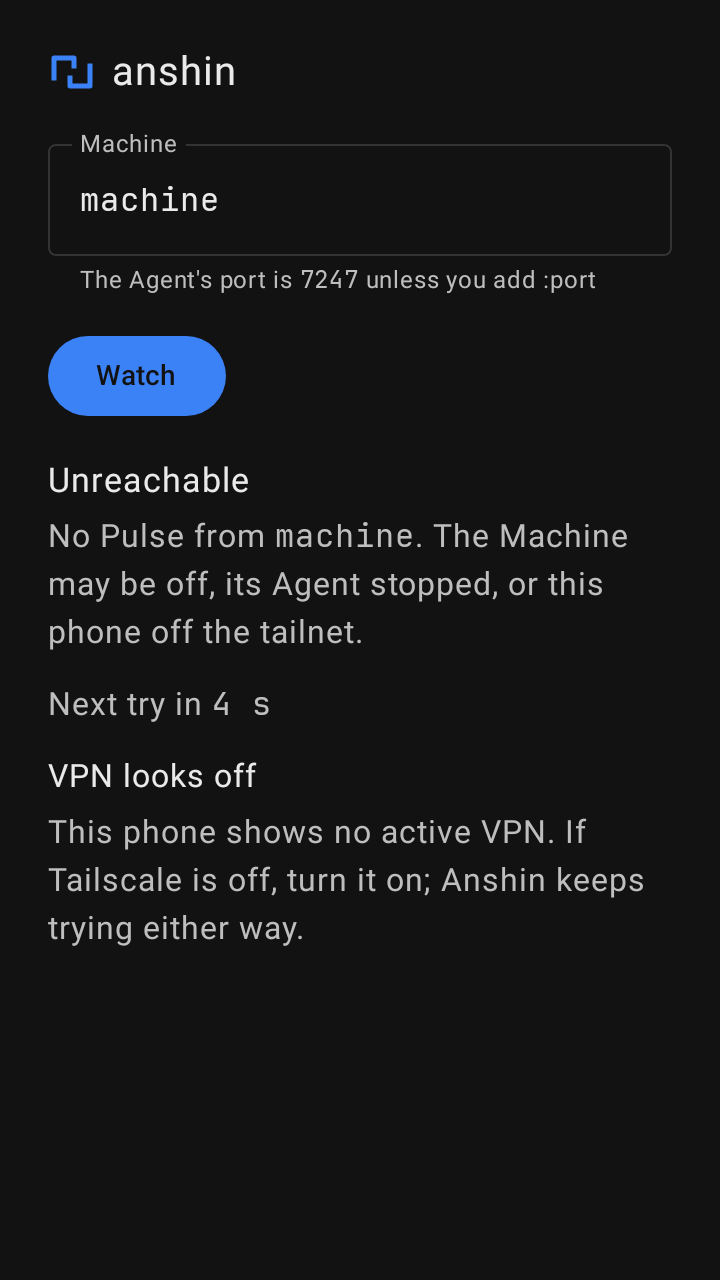 anshin
Machine
machine
The Agent's port is 7247 unless you add :port
Watch
Unreachable
No Pulse from machine. The Machine
may be off, its Agent stopped, or this
phone off the tailnet.
Next try in 4 s
VPN looks off
This phone shows no active VPN. If
Tailscale is off, turn it on; Anshin keeps
trying either way.